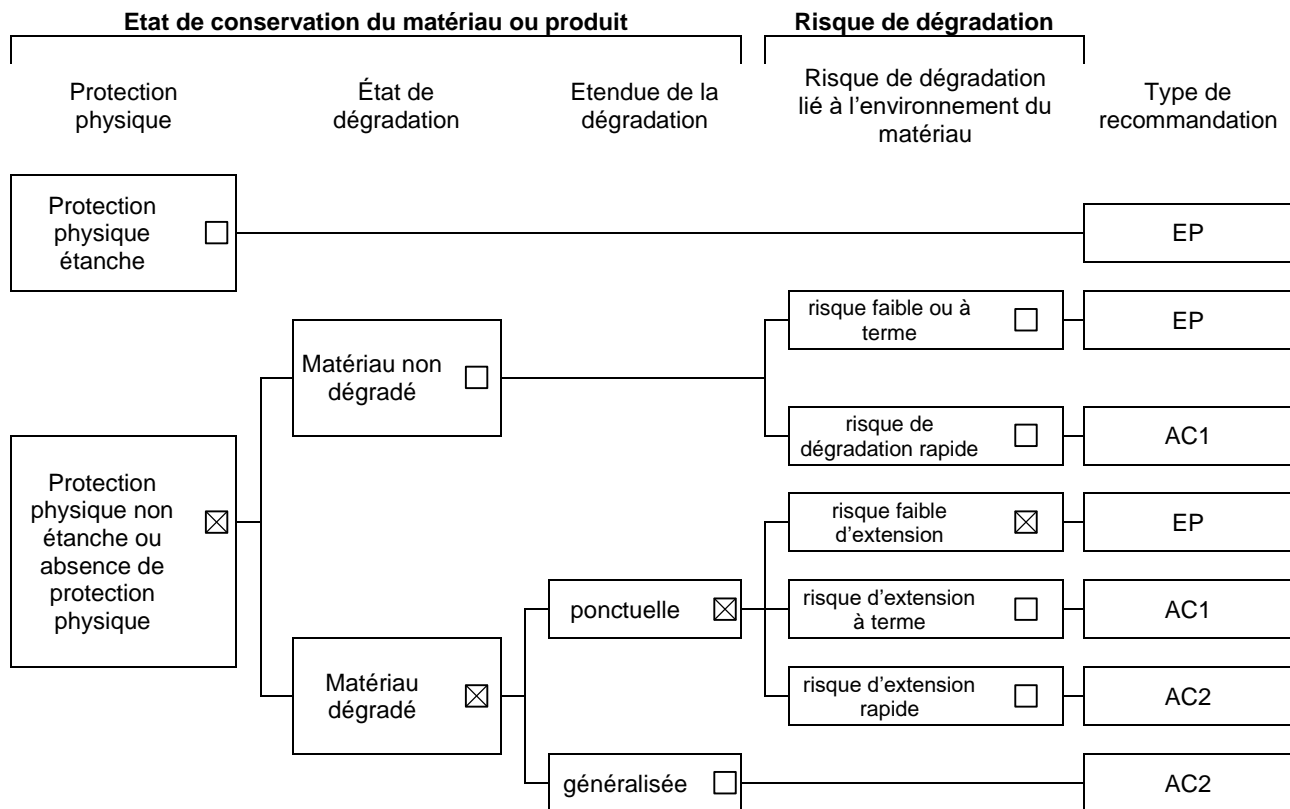 Etat de conservation du matériau ou produit
Risque de dégradation
Protection
physique
État de
dégradation
Etendue de la
dégradation
Risque de dégradation
lié à l'environnement du
matériau
Type de
recommandation
Protection
physique
étanche
EP
risque faible ou à
terme
EP
Matériau non
dégradé
risque de
dégradation rapide
AC1
Protection
physique non
étanche ou
absence de
protection
physique
risque faible
d'extension
EP
ponctuelle
risque d'extension
à terme
AC1
Matériau
dégradé
risque d'extension
rapide
AC2
généralisée
AC2